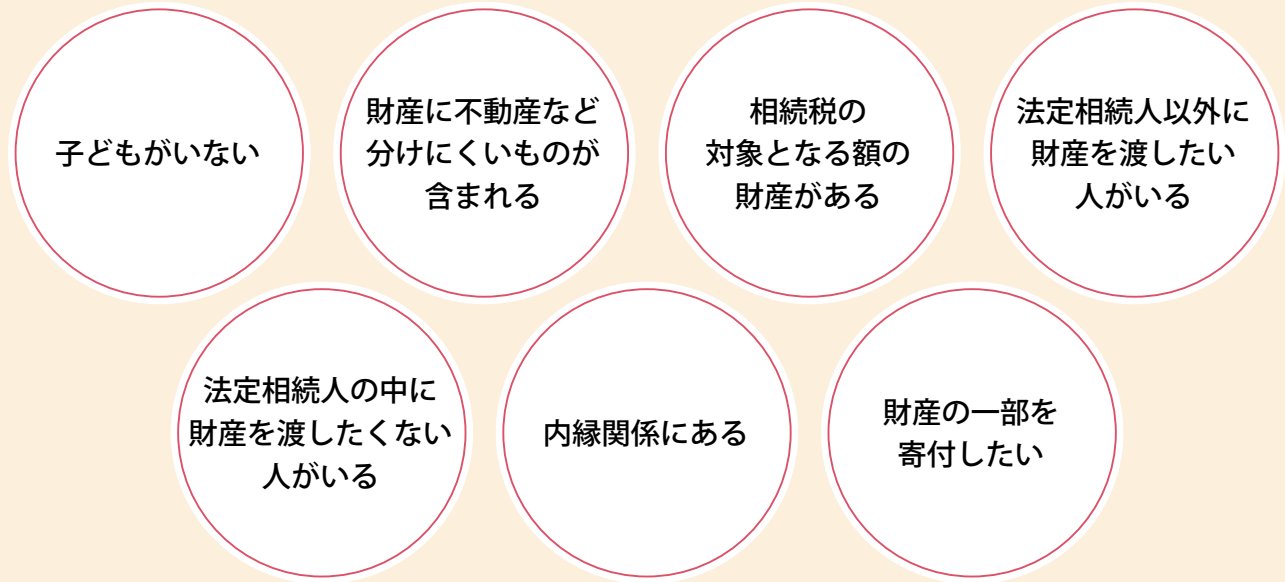 子どもがいない
財産に不動産など
分けにくいものが
含まれる
相続税の
対象となる額の
財産がある
法定相続人以外に
財産を渡したい
人がいる
法定相続人の中に
財産を渡したくない
人がいる
内縁関係にある
財産の一部を
寄付したい